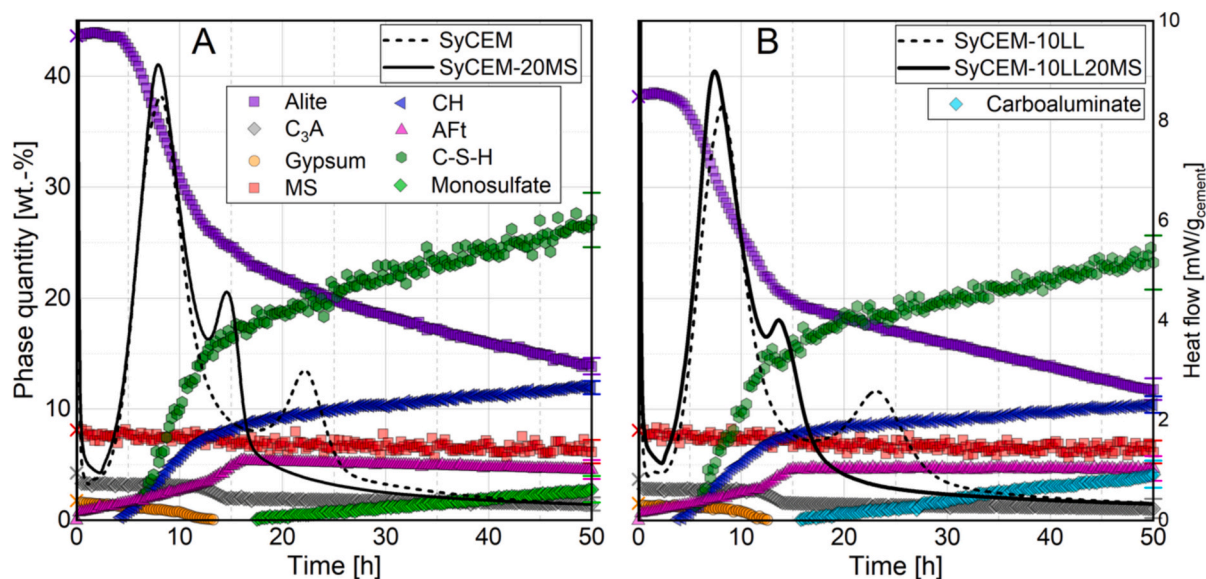 A
SyCEM
SyCEM-20MS
Alite
C₃A
Gypsum
MS
CH
AFt
C-S-H
Monosulfate
Phase quantity [wt.-%]
40
30
20
10
0
0 10 20 30 40 50
Time [h]
B
SyCEM-10LL
SyCEM-10LL20MS
Carboaluminate
0 10 20 30 40 50
Time [h]
10
8
6
4
2
0
Heat flow [mW/g_cement]